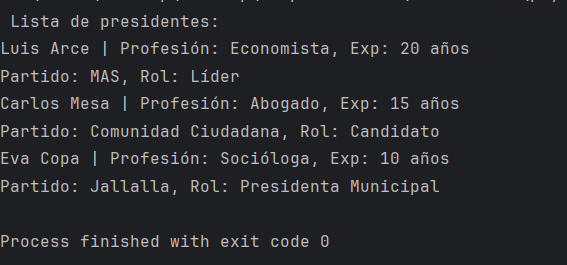 Lista de presidentes:
Luis Arce | Profesión: Economista, Exp: 20 años
Partido: MAS, Rol: Líder
Carlos Mesa | Profesión: Abogado, Exp: 15 años
Partido: Comunidad Ciudadana, Rol: Candidato
Eva Copa | Profesión: Socióloga, Exp: 10 años
Partido: Jallalla, Rol: Presidenta Municipal
Process finished with exit code 0